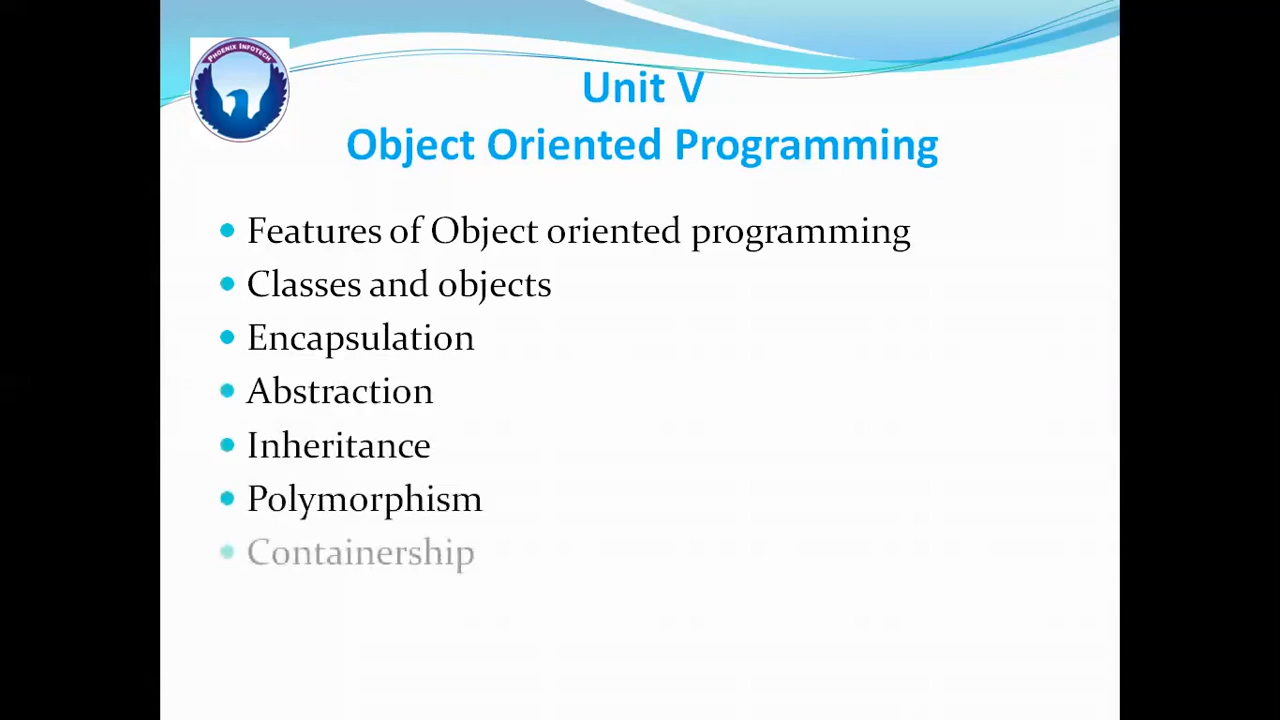 PHOENIX INFOTECH
Unit V
Object Oriented Programming
• Features of Object oriented programming
• Classes and objects
• Encapsulation
• Abstraction
• Inheritance
• Polymorphism
• Containership